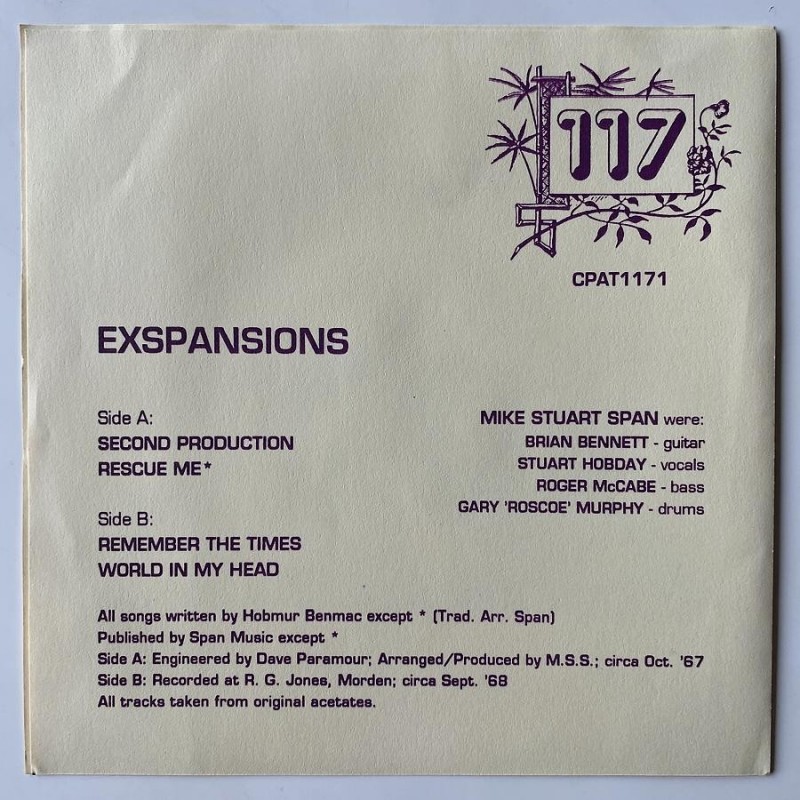 117
CPAT1171
EXSPANSIONS
Side A:
SECOND PRODUCTION
RESCUE ME*
Side B:
REMEMBER THE TIMES
WORLD IN MY HEAD
MIKE STUART SPAN were:
BRIAN BENNETT - guitar
STUART HOBDAY - vocals
ROGER McCABE - bass
GARY 'ROSCOE' MURPHY - drums
All songs written by Hobmur Benmac except * (Trad. Arr. Span)
Published by Span Music except *
Side A: Engineered by Dave Paramour; Arranged/Produced by M.S.S.; circa Oct. '67
Side B: Recorded at R. G. Jones, Morden; circa Sept. '68
All tracks taken from original acetates.